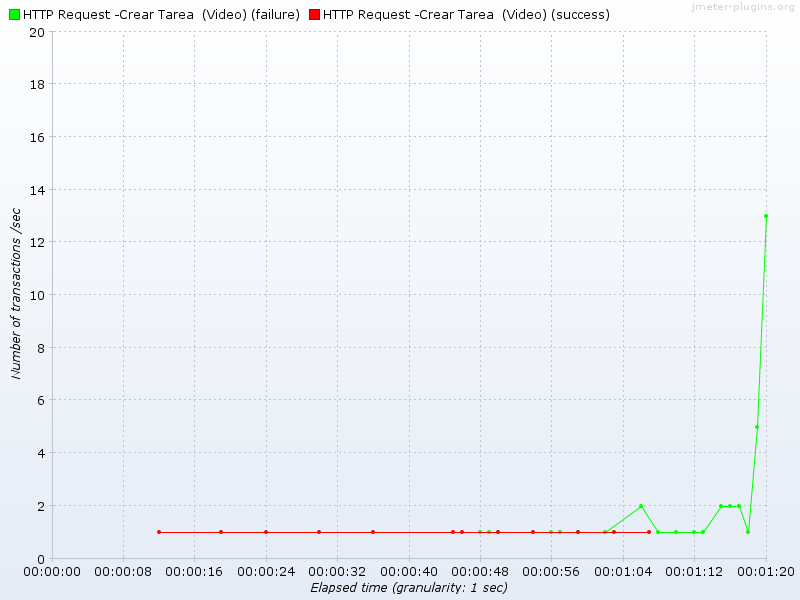 HTTP Request -Crear Tarea  (Video) (failure) HTTP Request -Crear Tarea  (Video) (success)
jmeter-plugins.org
20
18
16
14
12
10
8
6
4
2
0
Number of transactions /sec
00:00:00 00:00:08 00:00:16 00:00:24 00:00:32 00:00:40 00:00:48 00:00:56 00:01:04 00:01:12 00:01:20
Elapsed time (granularity: 1 sec)